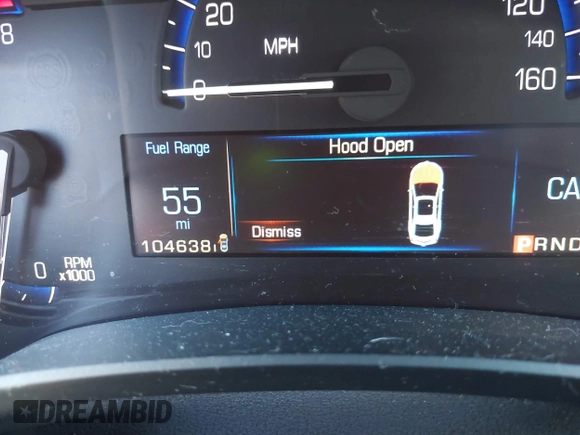 20
10
0
MPH
120
140
160
8
Fuel Range
55
mi
104638
Hood Open
Dismiss
CA
PRND
0
RPM
x1000
DREAMBID